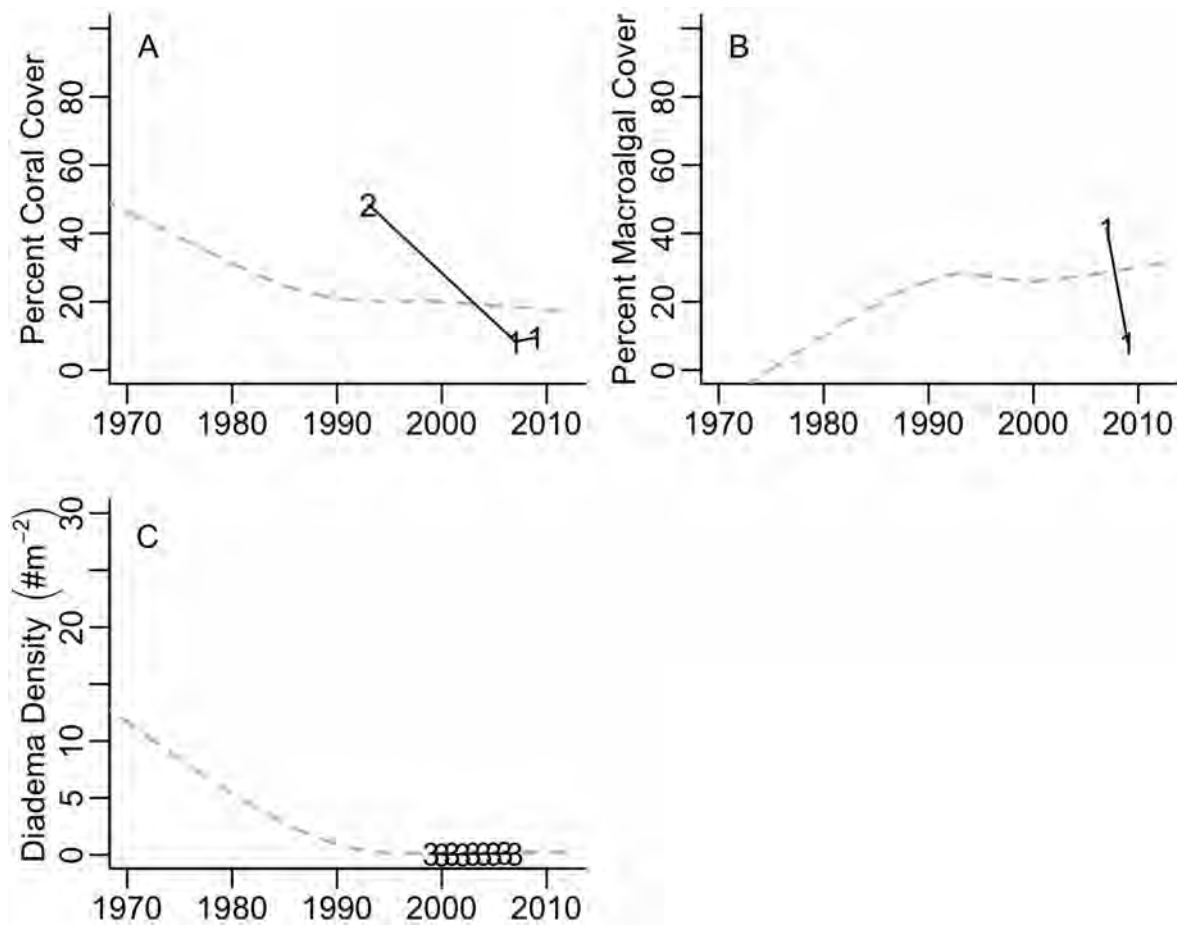 A
Percent Coral Cover
0 20 40 60 80
2
1 1
1970 1980 1990 2000 2010
B
Percent Macroalgal Cover
0 20 40 60 80
1
1
1970 1980 1990 2000 2010
C
Diadema Density (#m⁻²)
0 5 10 20 30
333333333
1970 1980 1990 2000 2010